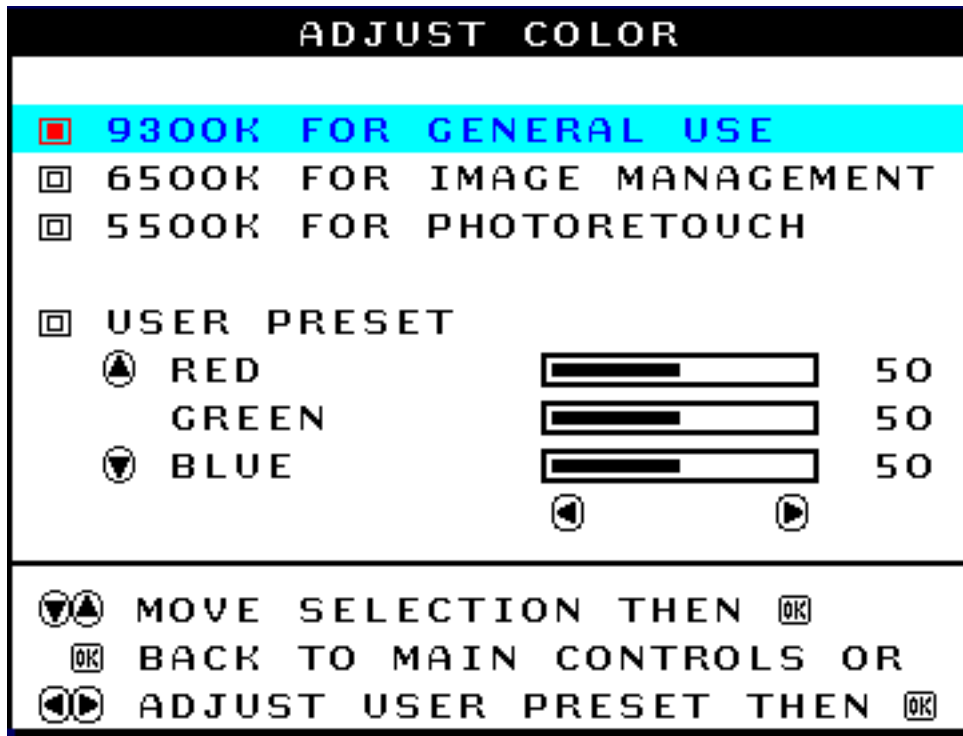 ADJUST COLOR
9300K FOR GENERAL USE
6500K FOR IMAGE MANAGEMENT
5500K FOR PHOTORETOUCH
USER PRESET
RED 50
GREEN 50
BLUE 50
MOVE SELECTION THEN OK
OK BACK TO MAIN CONTROLS OR
ADJUST USER PRESET THEN OK